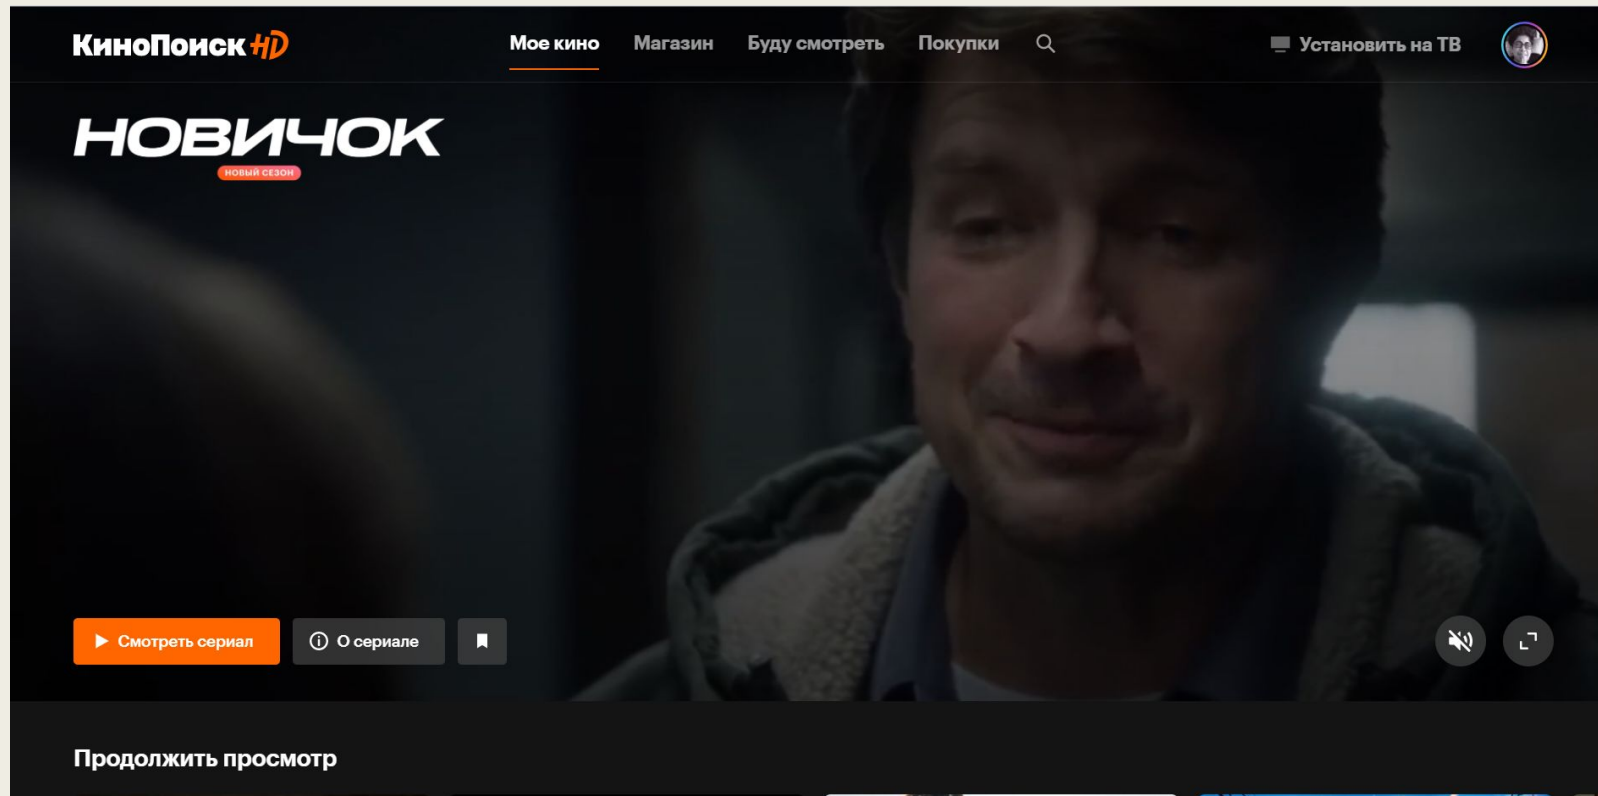 КиноПоиск HD
Мое кино Магазин Буду смотреть Покупки
Установить на ТВ
НОВИЧОК
НОВЫЙ СЕЗОН
Смотреть сериал
О сериале
Продолжить просмотр